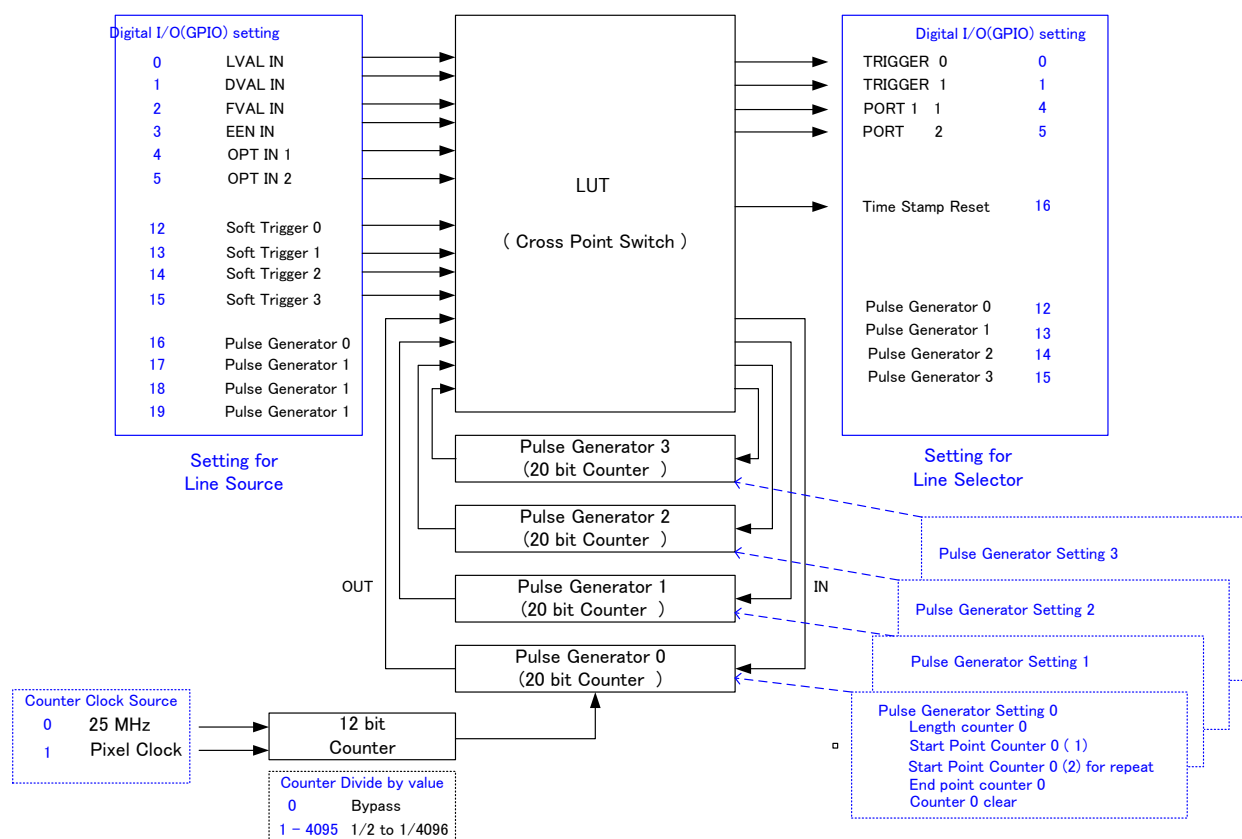 Digital I/O(GPIO) setting
0 LVAL IN
1 DVAL IN
2 FVAL IN
3 EEN IN
4 OPT IN 1
5 OPT IN 2
12 Soft Trigger 0
13 Soft Trigger 1
14 Soft Trigger 2
15 Soft Trigger 3
16 Pulse Generator 0
17 Pulse Generator 1
18 Pulse Generator 1
19 Pulse Generator 1
Setting for
Line Source
LUT
( Cross Point Switch )
Digital I/O(GPIO) setting
TRIGGER 0 0
TRIGGER 1 1
PORT 1 1 4
PORT 2 5
Time Stamp Reset 16
Pulse Generator 0 12
Pulse Generator 1 13
Pulse Generator 2 14
Pulse Generator 3 15
Setting for
Line Selector
Pulse Generator 3
(20 bit Counter )
Pulse Generator 2
(20 bit Counter )
Pulse Generator 1
(20 bit Counter )
Pulse Generator 0
(20 bit Counter )
OUT
IN
Pulse Generator Setting 3
Pulse Generator Setting 2
Pulse Generator Setting 1
Pulse Generator Setting 0
Length counter 0
Start Point Counter 0 ( 1)
Start Point Counter 0 (2) for repeat
End point counter 0
Counter 0 clear
Counter Clock Source
0 25 MHz
1 Pixel Clock
12 bit
Counter
Counter Divide by value
0 Bypass
1 - 4095 1/2 to 1/4096